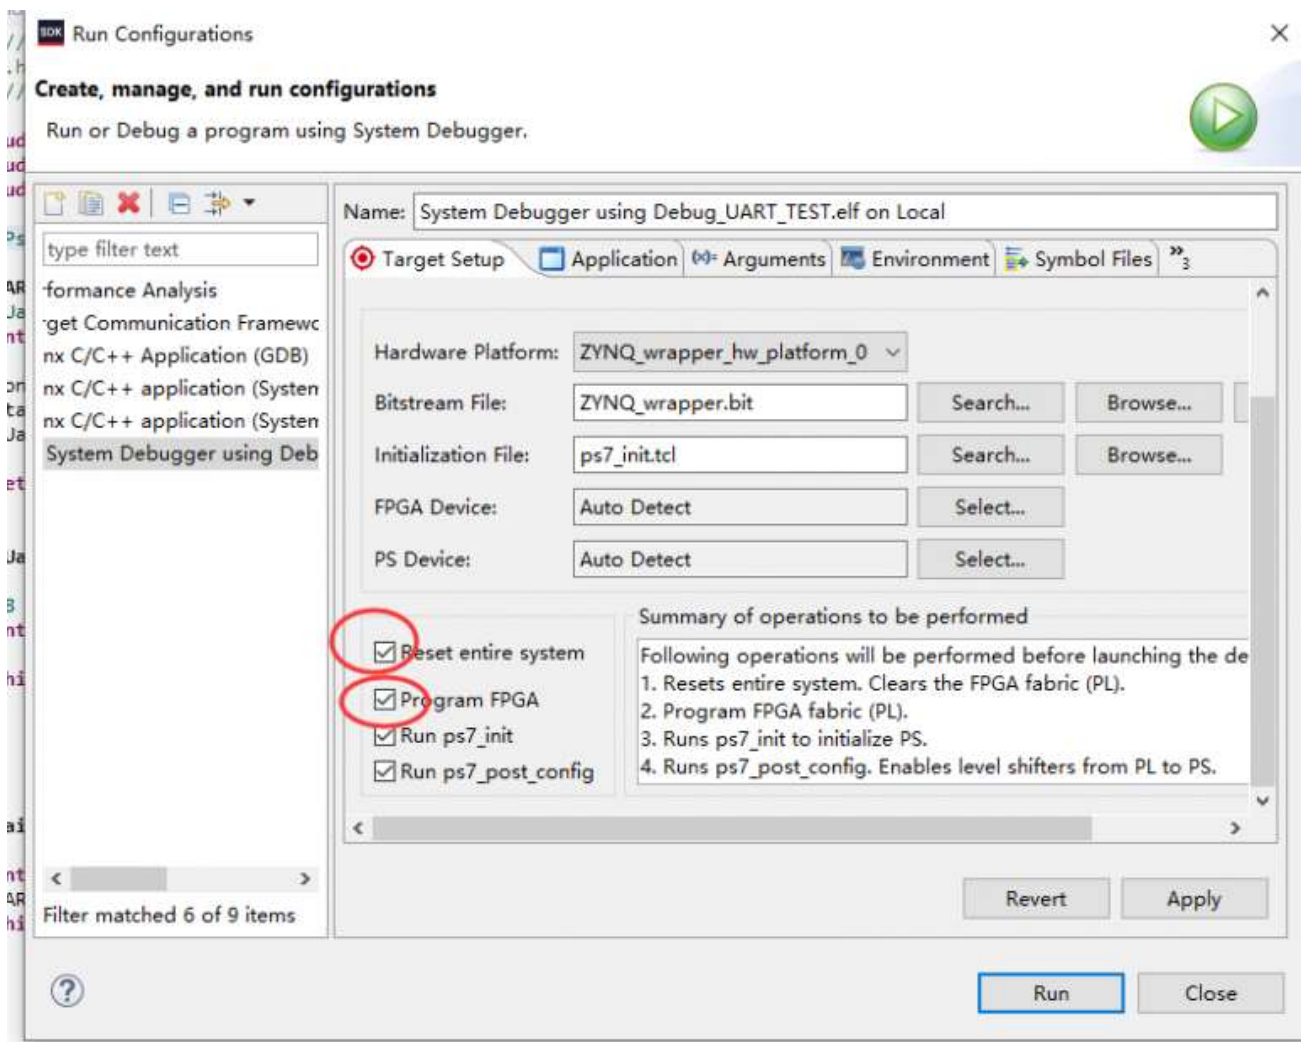 SDK Run Configurations
Create, manage, and run configurations
Run or Debug a program using System Debugger.
type filter text
formance Analysis
get Communication Framewc
nx C/C++ Application (GDB)
nx C/C++ application (System
nx C/C++ application (System
System Debugger using Deb
Filter matched 6 of 9 items
Name: System Debugger using Debug_UART_TEST.elf on Local
Target Setup Application (x)= Arguments Environment Symbol Files »3
Hardware Platform: ZYNQ_wrapper_hw_platform_0
Bitstream File: ZYNQ_wrapper.bit Search... Browse...
Initialization File: ps7_init.tcl Search... Browse...
FPGA Device: Auto Detect Select...
PS Device: Auto Detect Select...
Reset entire system
Program FPGA
Run ps7_init
Run ps7_post_config
Summary of operations to be performed
Following operations will be performed before launching the de
1. Resets entire system. Clears the FPGA fabric (PL).
2. Program FPGA fabric (PL).
3. Runs ps7_init to initialize PS.
4. Runs ps7_post_config. Enables level shifters from PL to PS.
Revert Apply
? Run Close